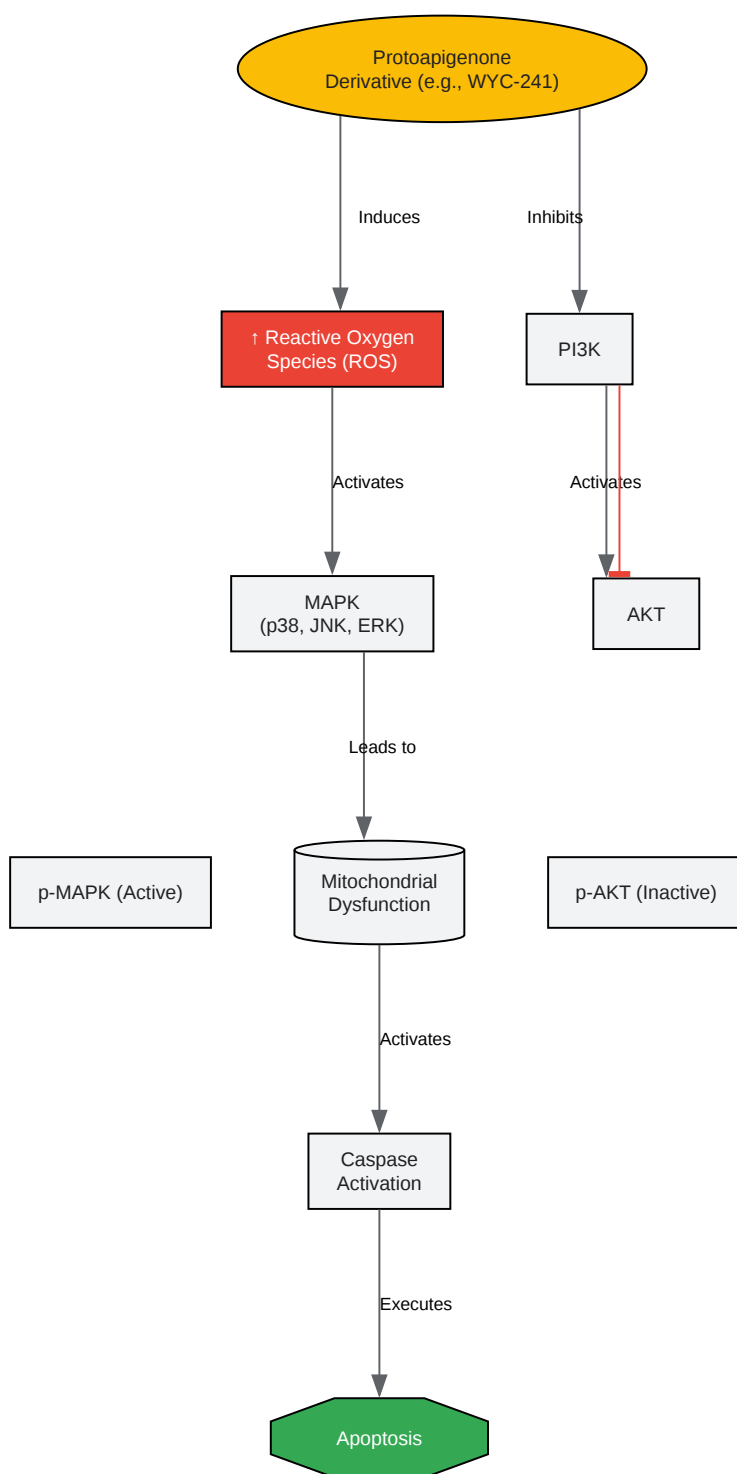 Protoapigenone
Derivative (e.g., WYC-241)
Induces
Inhibits
↑ Reactive Oxygen
Species (ROS)
PI3K
Activates
Activates
MAPK
(p38, JNK, ERK)
AKT
Leads to
p-MAPK (Active)
Mitochondrial
Dysfunction
p-AKT (Inactive)
Activates
Caspase
Activation
Executes
Apoptosis